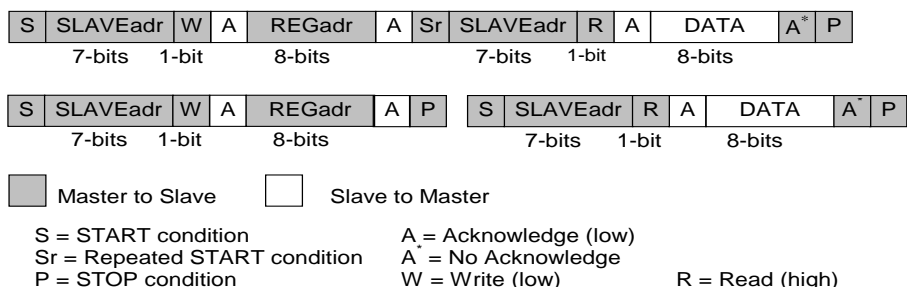 S SLAVEadr W A REGadr A Sr SLAVEadr R A DATA A* P
7-bits 1-bit 8-bits 7-bits 1-bit 8-bits
S SLAVEadr W A REGadr A P S SLAVEadr R A DATA A- P
7-bits 1-bit 8-bits 7-bits 1-bit 8-bits
Master to Slave Slave to Master
S = START condition A = Acknowledge (low)
Sr = Repeated START condition A* = No Acknowledge
P = STOP condition W = Write (low) R = Read (high)